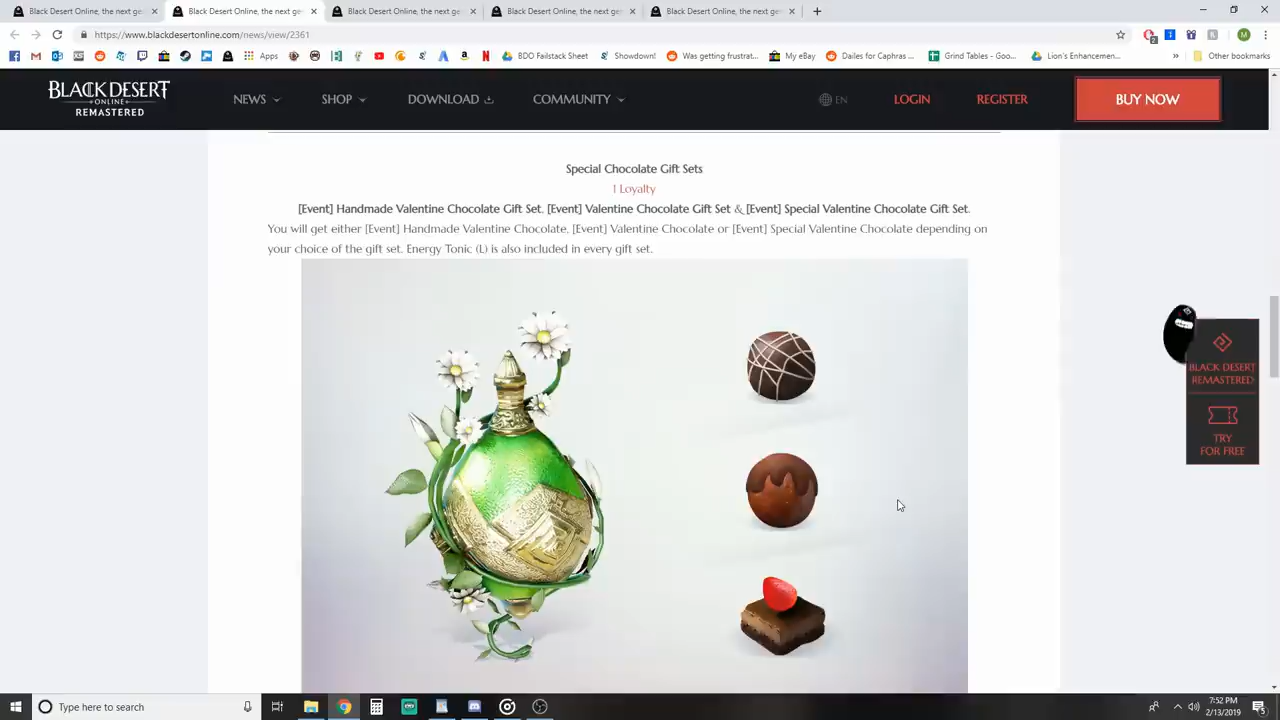 Black Desert Online, the next ge
Black Desert Online, the next ge
Black Desert Online, the next ge
Black Desert Online, the next ge
Black Desert Online, the next ge
https://www.blackdesertonline.com/news/view/2361
Apps
BDO Failstack Sheet
Showdown!
Was getting frustrat...
My eBay
Dailes for Caphras ...
Grind Tables - Goo...
Lion's Enhancemen...
Other bookmarks
BLACK DESERT
ONLINE
REMASTERED
NEWS
SHOP
DOWNLOAD
COMMUNITY
EN
LOGIN
REGISTER
BUY NOW
Special Chocolate Gift Sets
1 Loyalty
[Event] Handmade Valentine Chocolate Gift Set, [Event] Valentine Chocolate Gift Set & [Event] Special Valentine Chocolate Gift Set.
You will get either [Event] Handmade Valentine Chocolate, [Event] Valentine Chocolate or [Event] Special Valentine Chocolate depending on
your choice of the gift set. Energy Tonic (L) is also included in every gift set.
BLACK DESERT
REMASTERED
TRY
FOR FREE
Type here to search
7:52 PM
2/13/2019